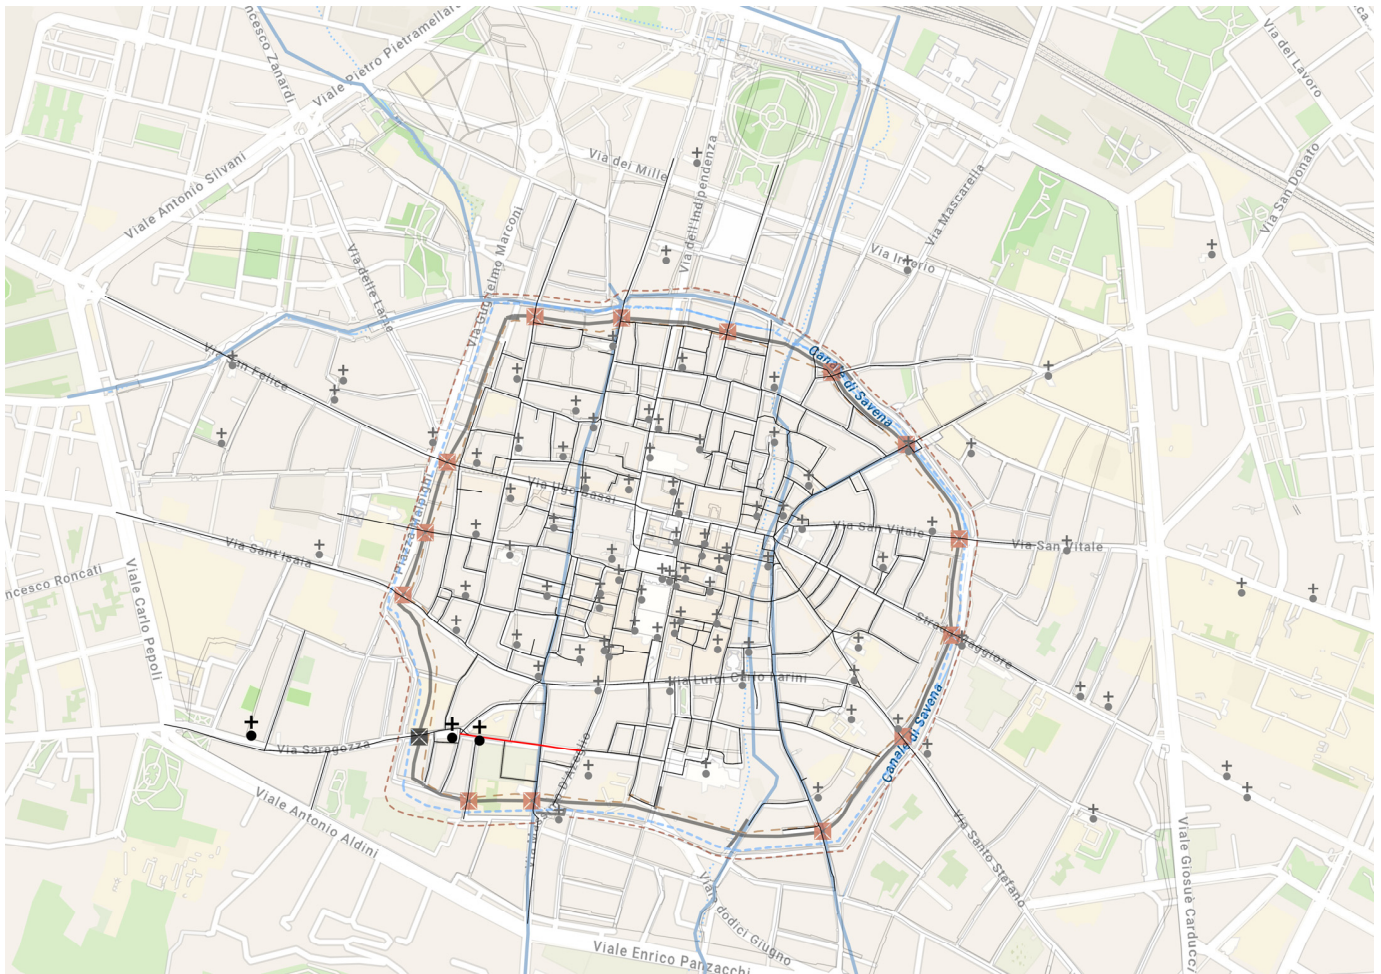 ncesco Zanardi
Viale Pietro Pietramellar
Via del Lavoro
Via San Donato
Viale Antonio Silvani
Via dei Mille
Via dell'Indipendenza
Via Mascarella
Via Irnerio
Via Guglielmo Marconi
Via delle Lame
Via San Felice
Canale di Savena
Piazza Malpighi
Via Ugo Bassi
Via San Vitale
Via San Vitale
Via Sant'Isaia
ncesco Roncati
Viale Carlo Pepoli
Strada Maggiore
Via Luigi Carlo Farini
Via Saragozza
D'Azeglio
Canale di Savena
Viale Antonio Aldini
Via Santo Stefano
Viale Giosuè Carducci
Viale dodici Giugno
Viale Enrico Panzacchi